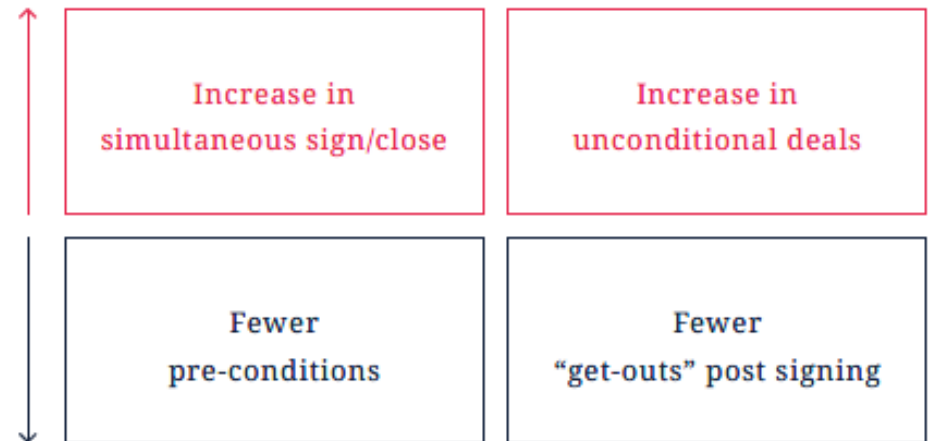 Increase in
simultaneous sign/close
Increase in
unconditional deals
Fewer
pre-conditions
Fewer
“get-outs” post signing